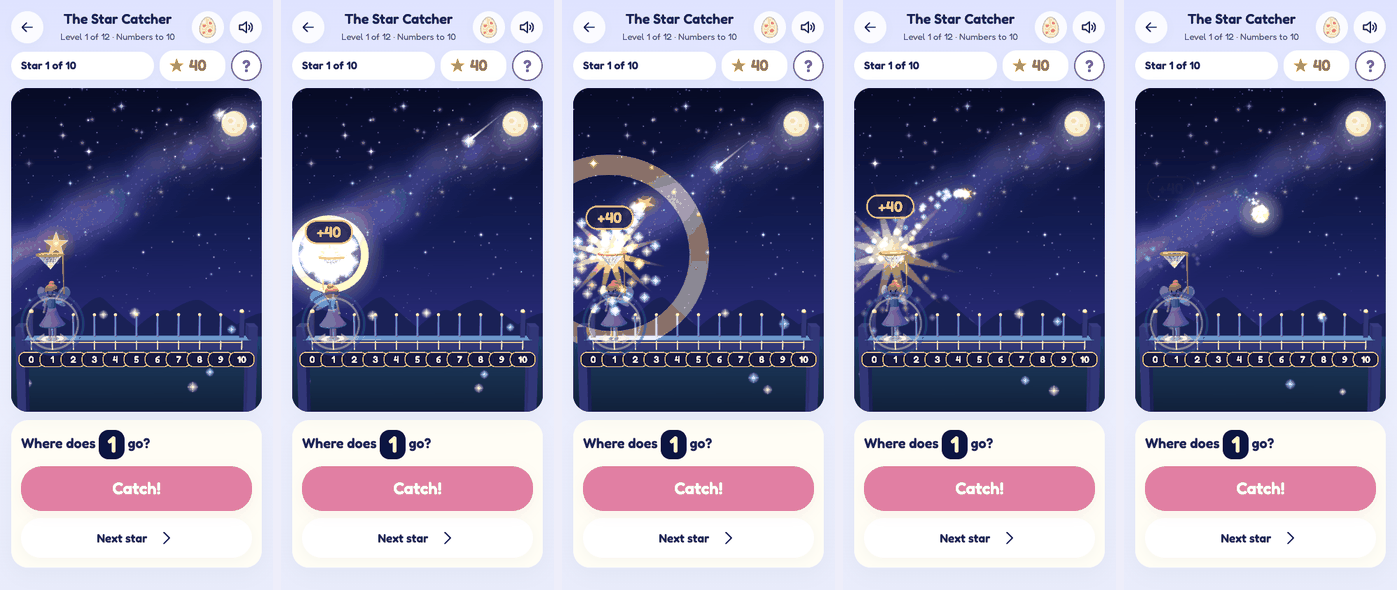 The Star Catcher
Level 1 of 12 · Numbers to 10
Star 1 of 10
40
?
0 1 2 3 4 5 6 7 8 9 10
Where does 1 go?
Catch!
Next star
The Star Catcher
Level 1 of 12 · Numbers to 10
Star 1 of 10
40
?
+40
0 1 2 3 4 5 6 7 8 9 10
Where does 1 go?
Catch!
Next star
The Star Catcher
Level 1 of 12 · Numbers to 10
Star 1 of 10
40
?
+40
0 1 2 3 4 5 6 7 8 9 10
Where does 1 go?
Catch!
Next star
The Star Catcher
Level 1 of 12 · Numbers to 10
Star 1 of 10
40
?
+40
0 1 2 3 4 5 6 7 8 9 10
Where does 1 go?
Catch!
Next star
The Star Catcher
Level 1 of 12 · Numbers to 10
Star 1 of 10
40
?
0 1 2 3 4 5 6 7 8 9 10
Where does 1 go?
Catch!
Next star